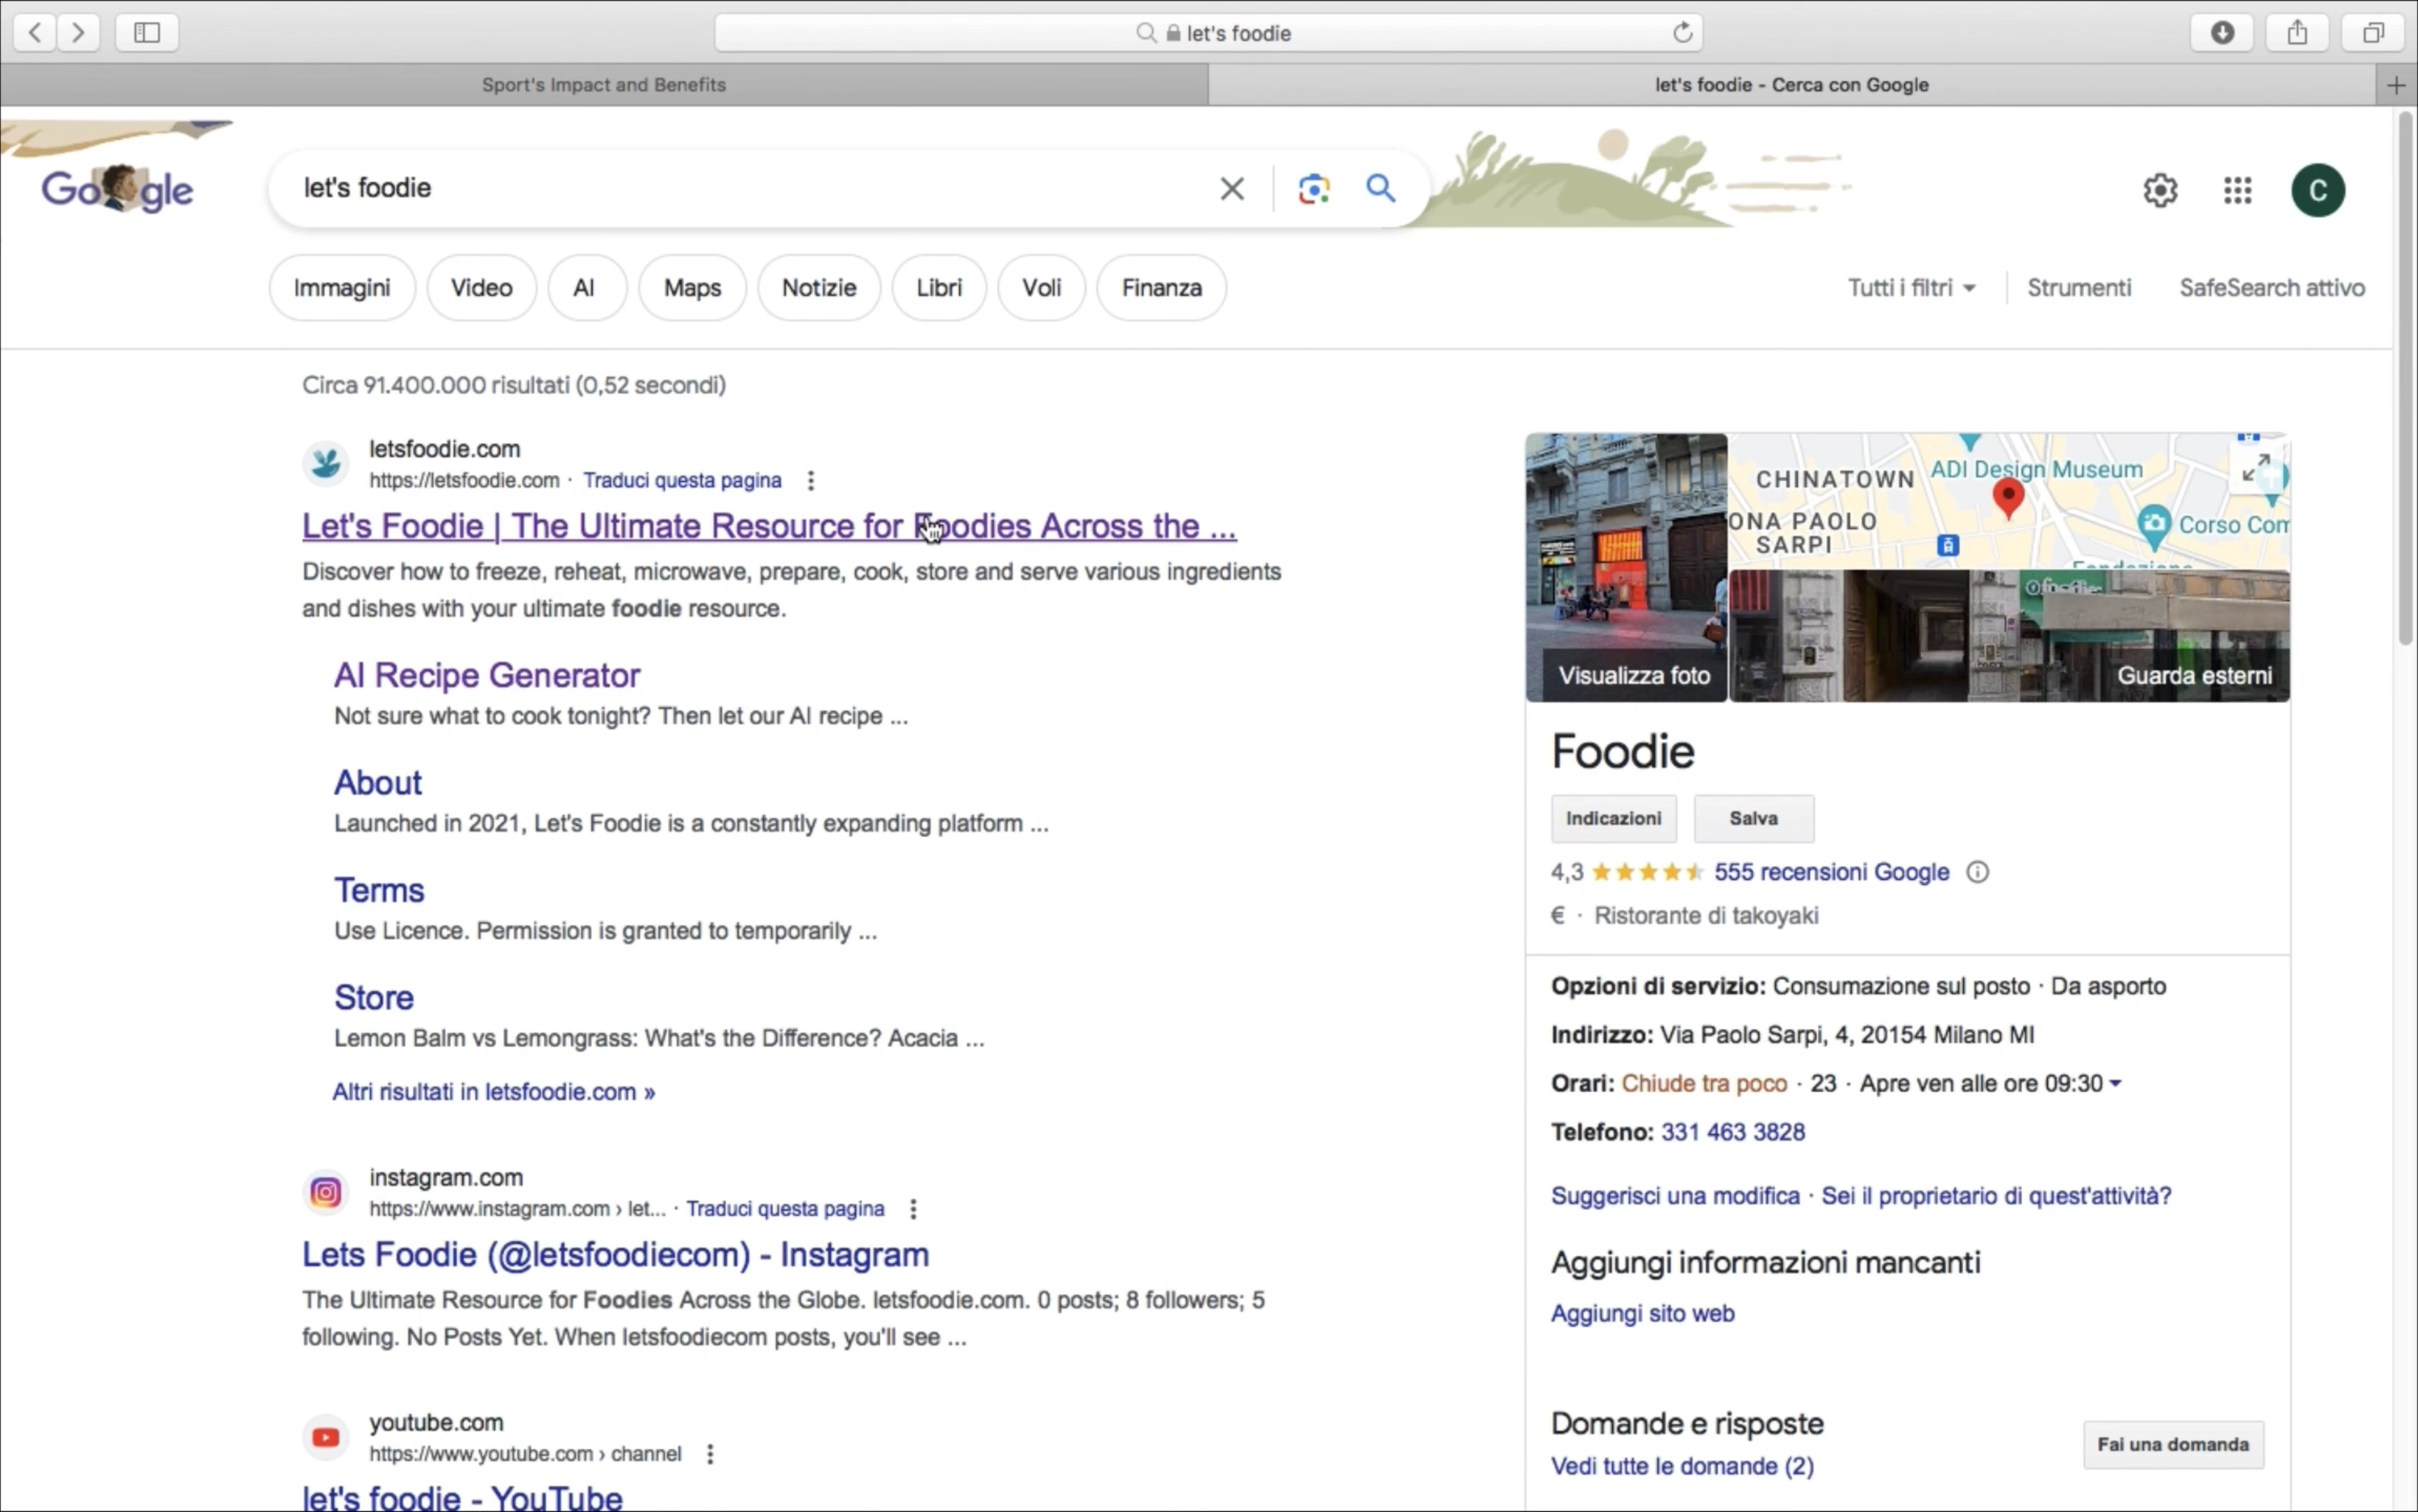 let's foodie
Sport's Impact and Benefits
let's foodie - Cerca con Google
Google
let's foodie
Immagini
Video
AI
Maps
Notizie
Libri
Voli
Finanza
Tutti i filtri
Strumenti
SafeSearch attivo
C
Circa 91.400.000 risultati (0,52 secondi)
letsfoodie.com
https://letsfoodie.com · Traduci questa pagina
Let's Foodie | The Ultimate Resource for Foodies Across the ...
Discover how to freeze, reheat, microwave, prepare, cook, store and serve various ingredients
and dishes with your ultimate foodie resource.
AI Recipe Generator
Not sure what to cook tonight? Then let our AI recipe ...
About
Launched in 2021, Let's Foodie is a constantly expanding platform ...
Terms
Use Licence. Permission is granted to temporarily ...
Store
Lemon Balm vs Lemongrass: What's the Difference? Acacia ...
Altri risultati in letsfoodie.com »
instagram.com
https://www.instagram.com › let... · Traduci questa pagina
Lets Foodie (@letsfoodiecom) - Instagram
The Ultimate Resource for Foodies Across the Globe. letsfoodie.com. 0 posts; 8 followers; 5
following. No Posts Yet. When letsfoodiecom posts, you'll see ...
youtube.com
https://www.youtube.com › channel
let's foodie - YouTube
CHINATOWN
ADI Design Museum
ONA PAOLO
SARPI
Corso Com
Visualizza foto
Guarda esterni
Foodie
Indicazioni
Salva
4,3 555 recensioni Google
€ · Ristorante di takoyaki
Opzioni di servizio: Consumazione sul posto · Da asporto
Indirizzo: Via Paolo Sarpi, 4, 20154 Milano MI
Orari: Chiude tra poco · 23 · Apre ven alle ore 09:30
Telefono: 331 463 3828
Suggerisci una modifica · Sei il proprietario di quest'attività?
Aggiungi informazioni mancanti
Aggiungi sito web
Domande e risposte
Vedi tutte le domande (2)
Fai una domanda